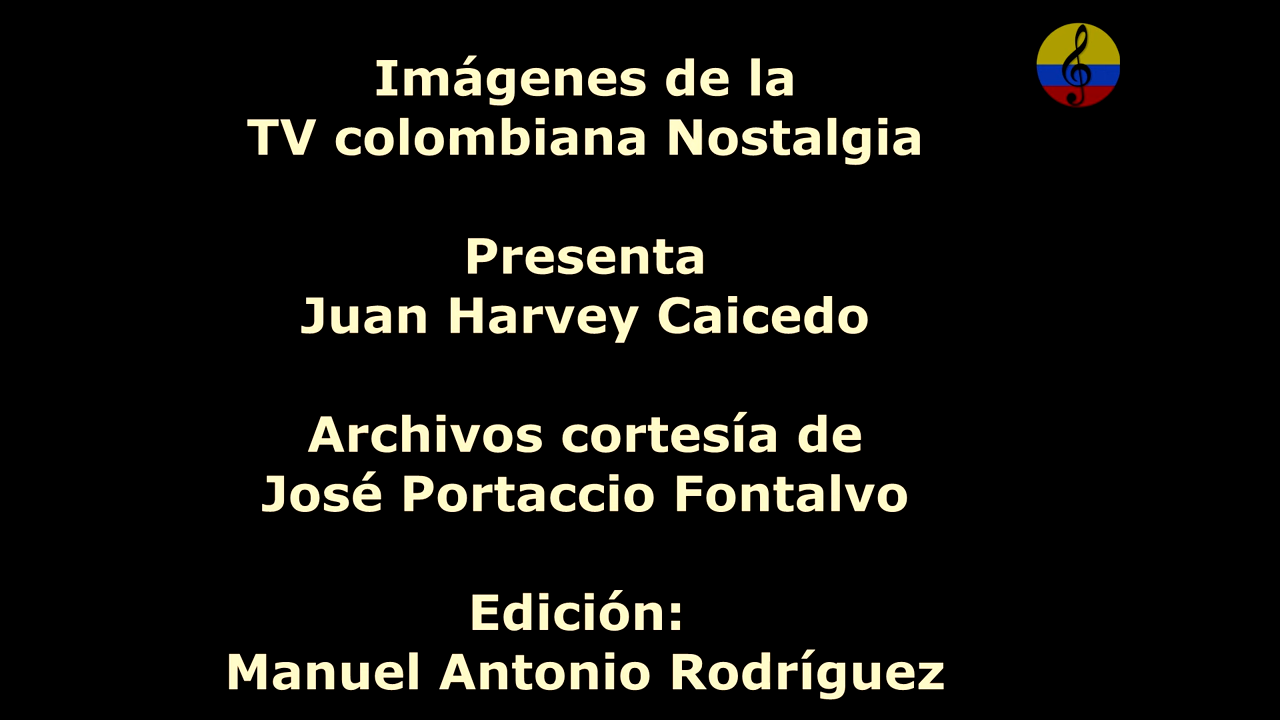 Imágenes de la
TV colombiana Nostalgia
Presenta
Juan Harvey Caicedo
Archivos cortesía de
José Portaccio Fontalvo
Edición:
Manuel Antonio Rodríguez